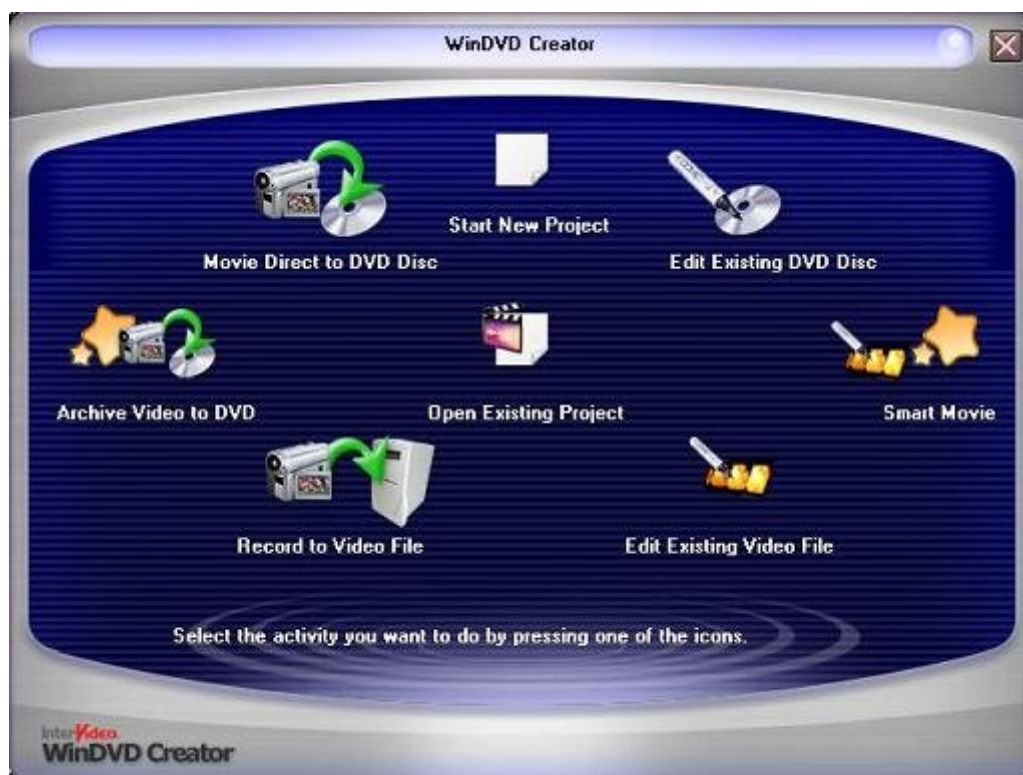 WinDVD Creator
Start New Project
Movie Direct to DVD Disc
Edit Existing DVD Disc
Archive Video to DVD
Open Existing Project
Smart Movie
Record to Video File
Edit Existing Video File
Select the activity you want to do by pressing one of the icons.
InterVideo
WinDVD Creator